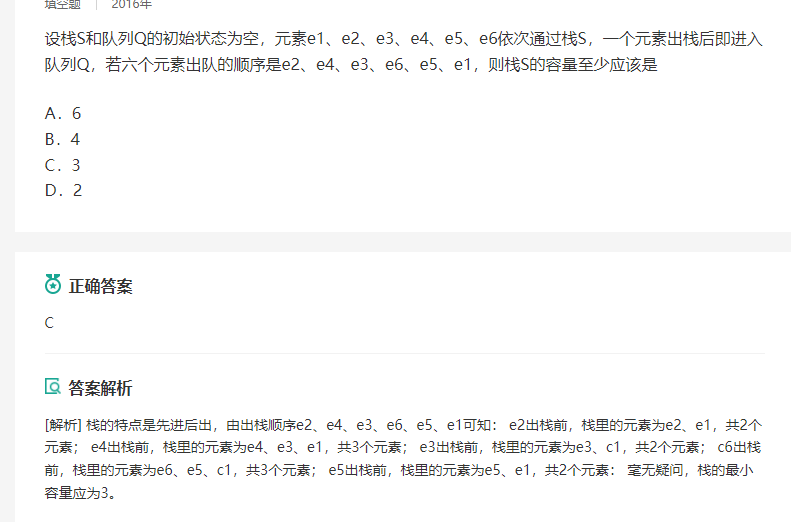 填空题 | 2016年
设栈S和队列Q的初始状态为空，元素e1、e2、e3、e4、e5、e6依次通过栈S，一个元素出栈后即进入
队列Q，若六个元素出队的顺序是e2、e4、e3、e6、e5、e1，则栈S的容量至少应该是
A．6
B．4
C．3
D．2
正确答案
C
答案解析
[解析] 栈的特点是先进后出，由出栈顺序e2、e4、e3、e6、e5、e1可知： e2出栈前，栈里的元素为e2、e1，共2个
元素； e4出栈前，栈里的元素为e4、e3、e1，共3个元素； e3出栈前，栈里的元素为e3、c1，共2个元素； c6出栈
前，栈里的元素为e6、e5、c1，共3个元素； e5出栈前，栈里的元素为e5、e1，共2个元素： 毫无疑问，栈的最小
容量应为3。